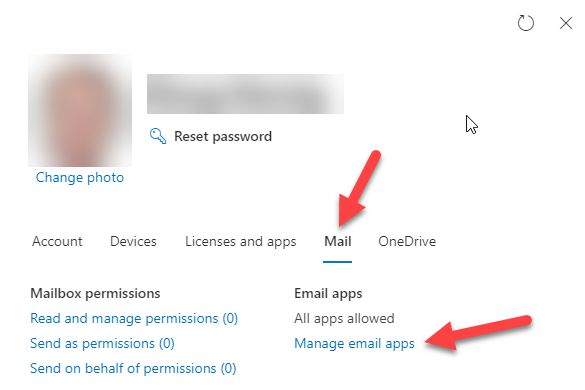 Reset password
Change photo
Account Devices Licenses and apps Mail OneDrive
Mailbox permissions
Read and manage permissions (0)
Send as permissions (0)
Send on behalf of permissions (0)
Email apps
All apps allowed
Manage email apps